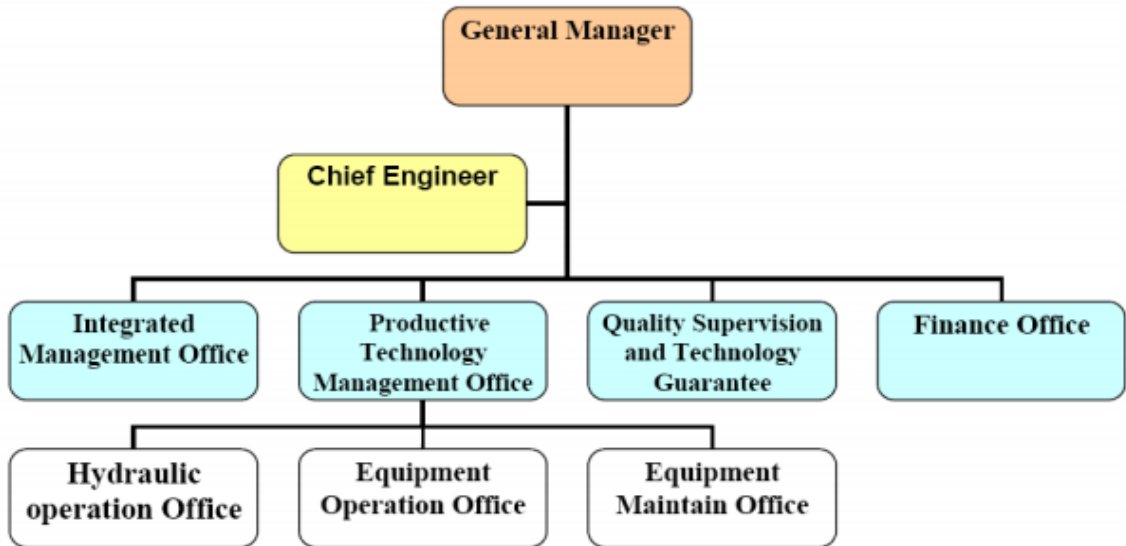 General Manager
Chief Engineer
Integrated
Management Office
Productive
Technology
Management Office
Quality Supervision
and Technology
Guarantee
Finance Office
Hydraulic
operation Office
Equipment
Operation Office
Equipment
Maintain Office